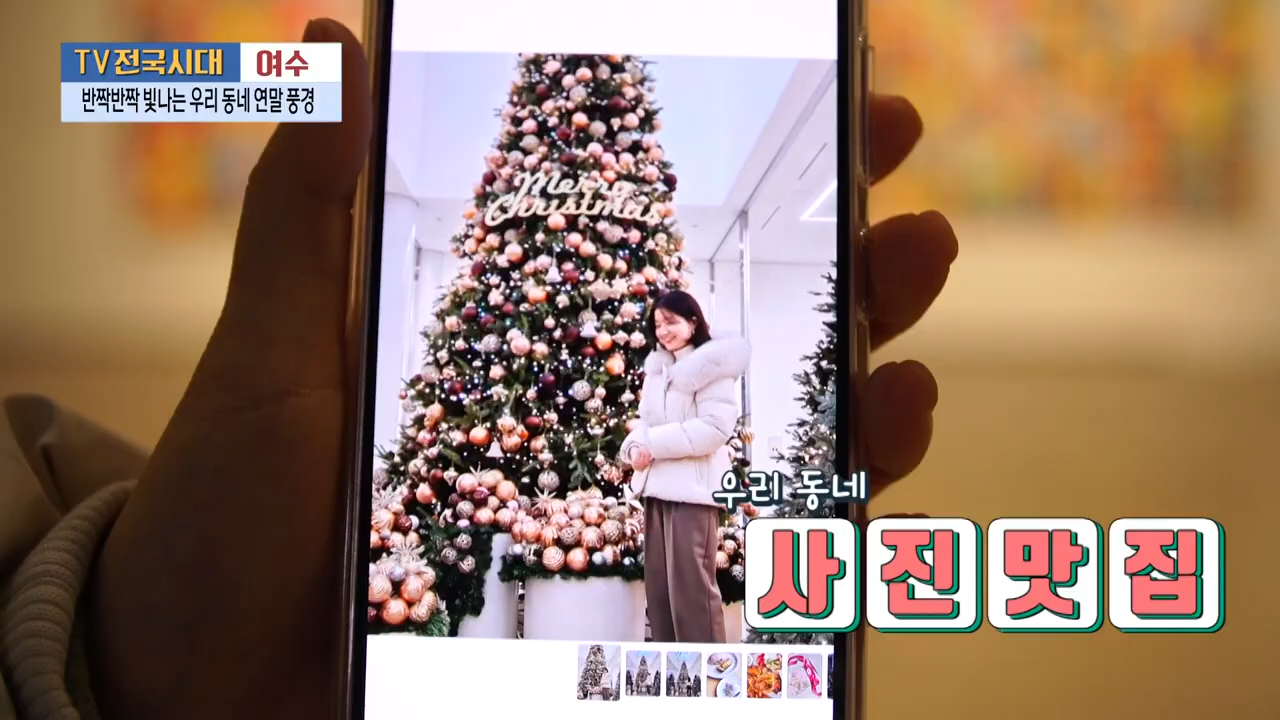 TV전국시대 여수
반짝반짝 빛나는 우리 동네 연말 풍경
Merry
Christmas
우리 동네
사진맛집